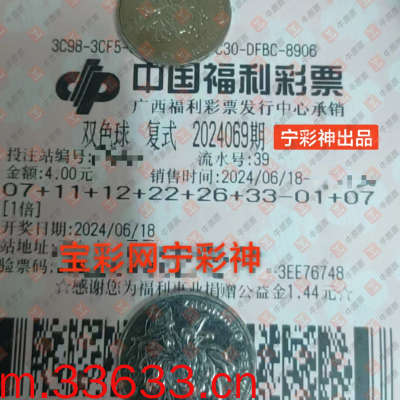 3C98-3CF5- C30-DFBC-8906
中国福利彩票
广西福利彩票发行中心承销
双色球 复式 2024069期
宁彩神出品
投注站编号: 流水号:39
金额:4.00元 销售时间:2024/06/18-
07+11+12+22+26+33-01+07
[1倍]
开奖日期:2024/06/18
站地址:
宝彩网宁彩神
验票码: 3EE76748
☆感谢您为福利事业捐赠公益金1.44元☆
m.33633.cn